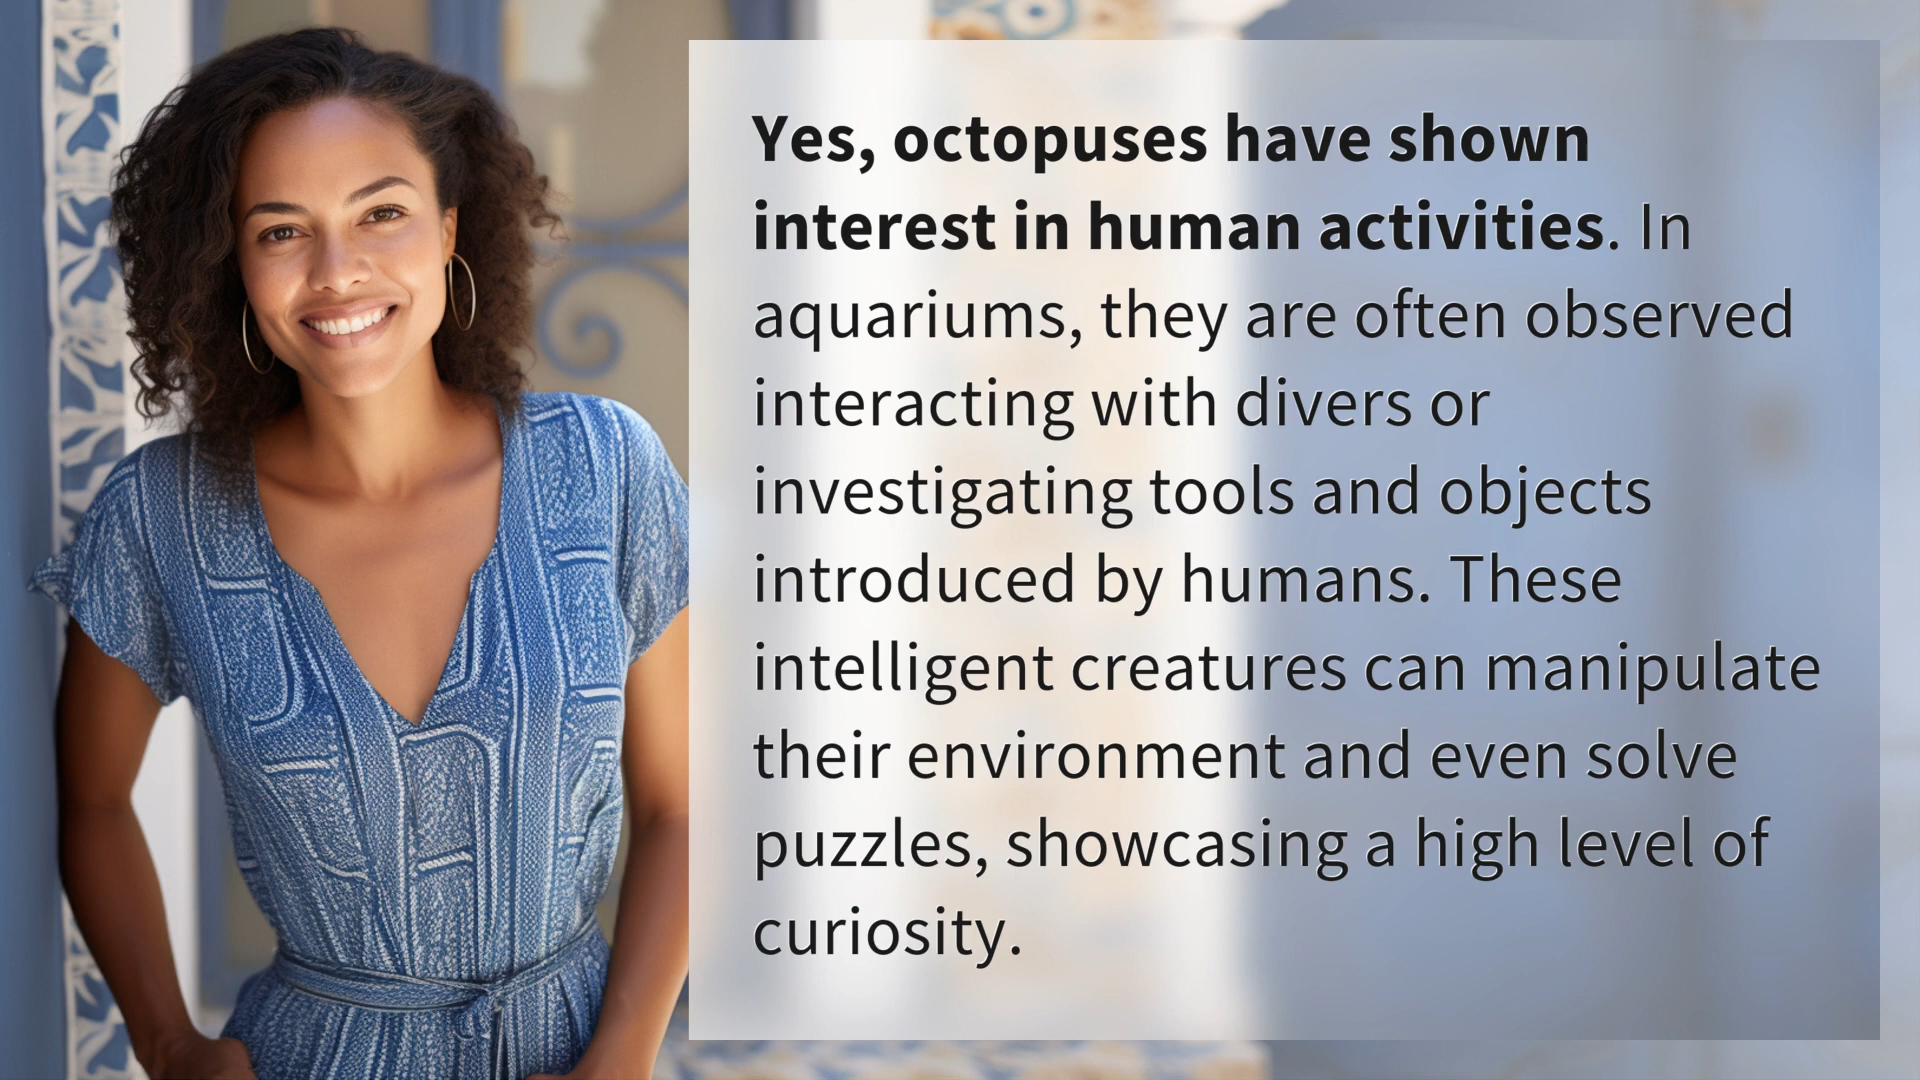 Yes, octopuses have shown
interest in human activities. In
aquariums, they are often observed
interacting with divers or
investigating tools and objects
introduced by humans. These
intelligent creatures can manipulate
their environment and even solve
puzzles, showcasing a high level of
curiosity.